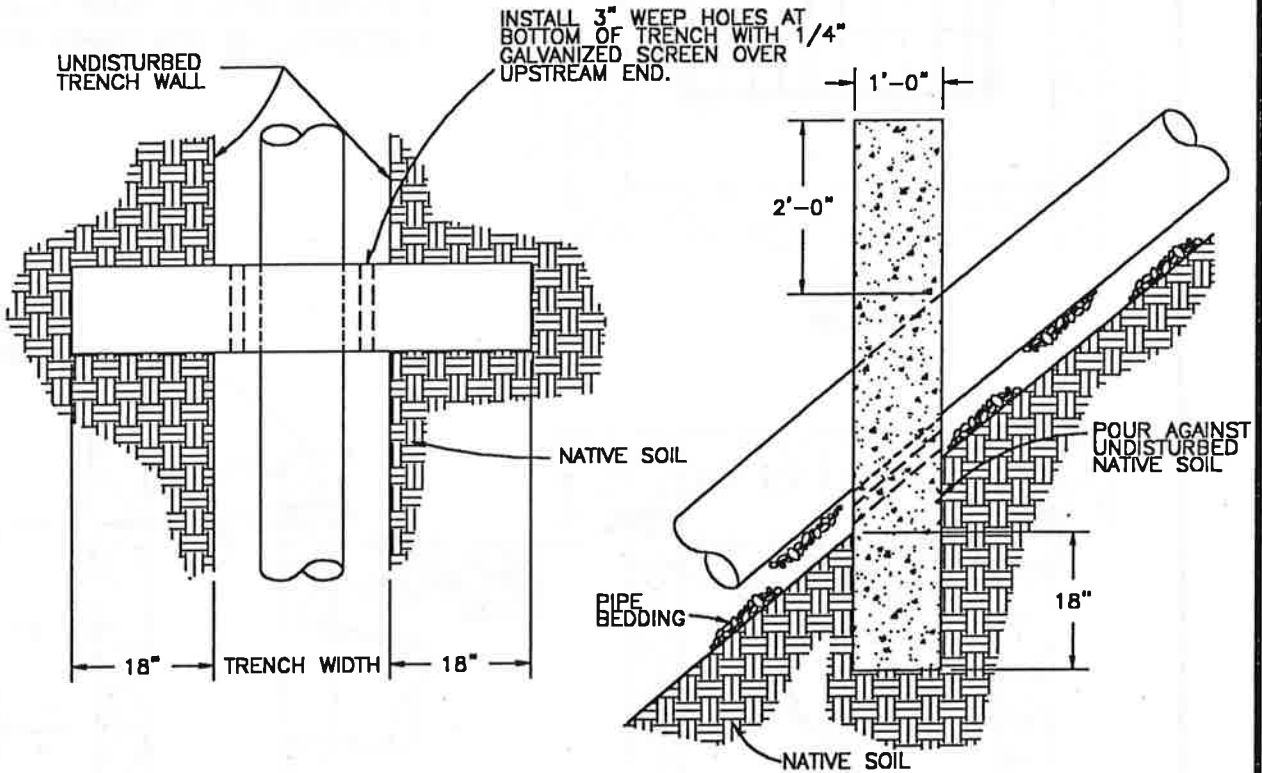 INSTALL 3" WEEP HOLES AT
BOTTOM OF TRENCH WITH 1/4"
GALVANIZED SCREEN OVER
UPSTREAM END.
UNDISTURBED
TRENCH WALL
1'-0"
2'-0"
NATIVE SOIL
POUR AGAINST
UNDISTURBED
NATIVE SOIL
PIPE
BEDDING
18"
18"
TRENCH WIDTH
18"
NATIVE SOIL